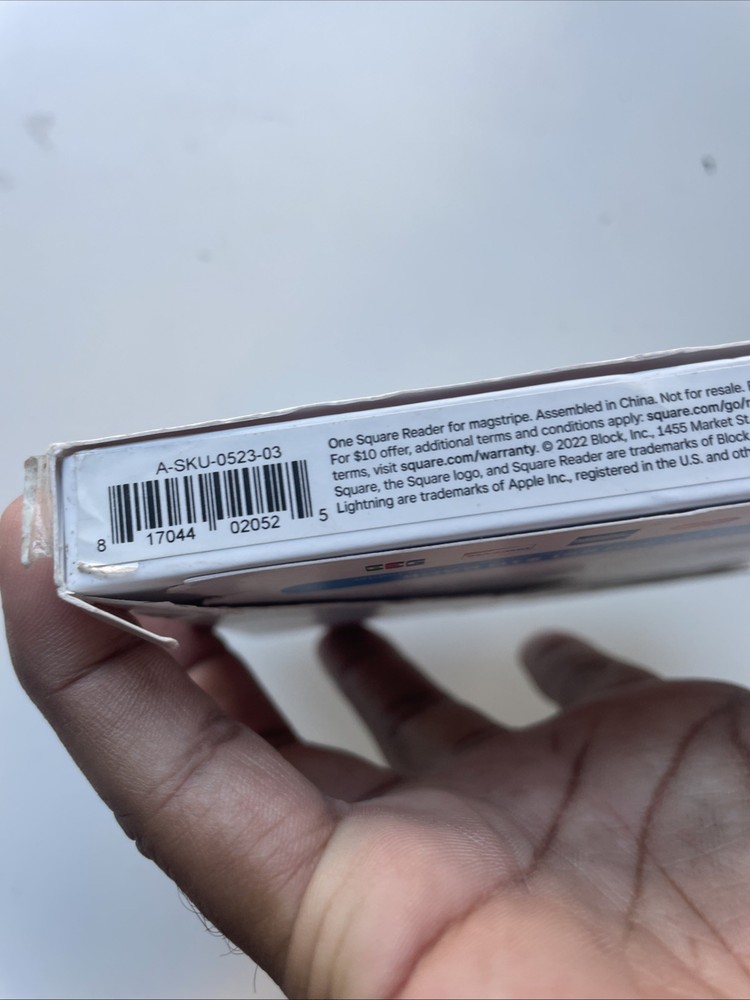 A-SKU-0523-03
8 17044 02052 5
One Square Reader for magstripe. Assembled in China. Not for resale.
For $10 offer, additional terms and conditions apply: square.com/go/
terms, visit square.com/warranty. © 2022 Block, Inc., 1455 Market St.
Square, the Square logo, and Square Reader are trademarks of Block
Lightning are trademarks of Apple Inc., registered in the U.S. and